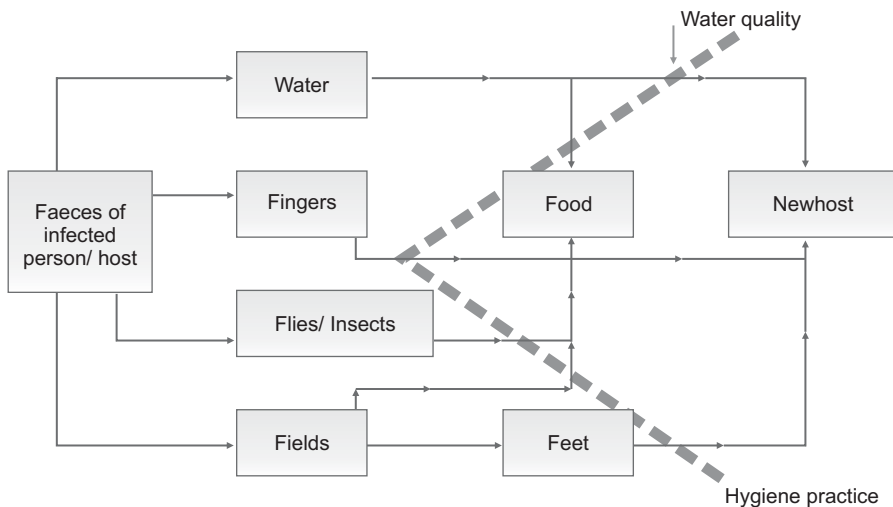 Water quality
Water
Faeces of
infected
person/ host
Fingers
Food
Newhost
Flies/ Insects
Fields
Feet
Hygiene practice